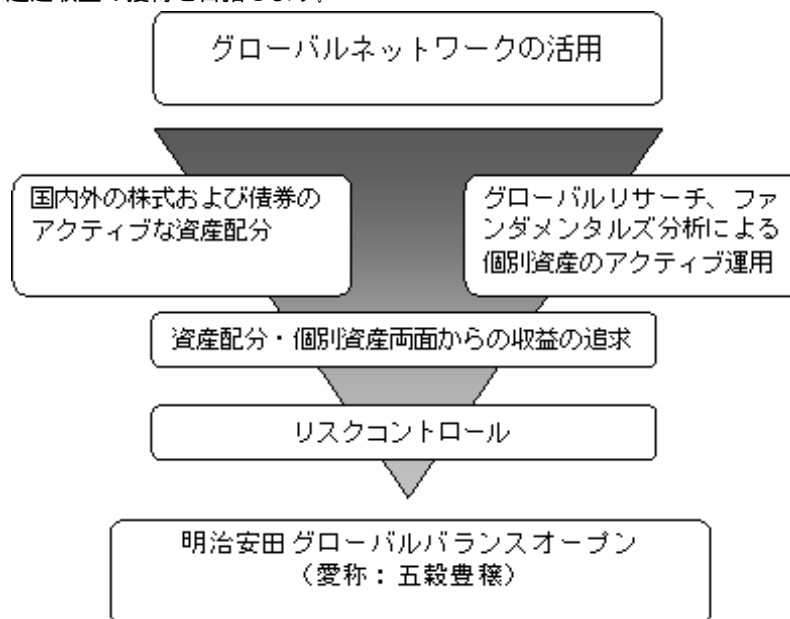 グローバルネットワークの活用
国内外の株式および債券の
アクティブな資産配分
グローバルリサーチ、ファ
ンダメンタルズ分析による
個別資産のアクティブ運用
資産配分・個別資産両面からの収益の追求
リスクコントロール
明治安田グローバルバランスオープン
（愛称：五穀豊穣）